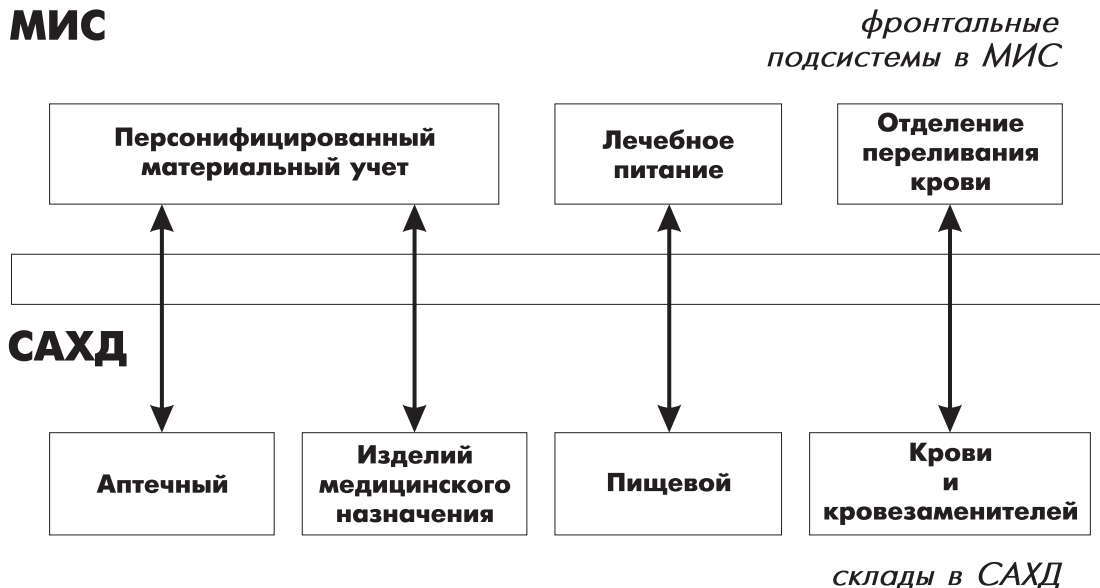 МИС
фронтальные
подсистемы в МИС
Персонифицированный
материальный учет
Лечебное
питание
Отделение
переливания
крови
САХД
Аптечный
Изделий
медицинского
назначения
Пищевой
Крови
и
кровезаменителей
склады в САХД